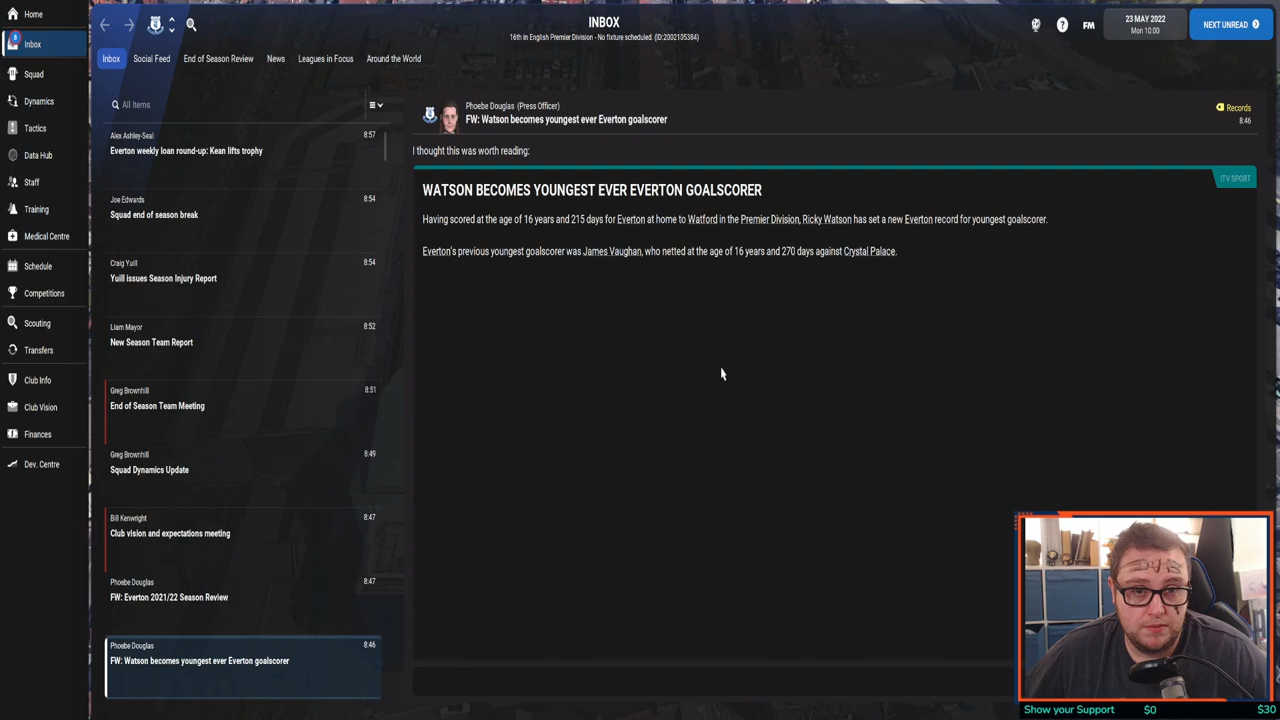 Home
Inbox
Squad
Dynamics
Tactics
Data Hub
Staff
Training
Medical Centre
Schedule
Competitions
Scouting
Transfers
Club Info
Club Vision
Finances
Dev. Centre
INBOX
16th in English Premier Division - No fixture scheduled. (ID:2002105384)
FM
23 MAY 2022
Mon 10:00
NEXT UNREAD
Inbox
Social Feed
End of Season Review
News
Leagues in Focus
Around the World
All Items
Alex Ashley-Seal 8:57
Everton weekly loan round-up: Kean lifts trophy
Joe Edwards 8:54
Squad end of season break
Craig Yuill 8:54
Yuill issues Season Injury Report
Liam Mayor 8:52
New Season Team Report
Greg Brownhill 8:51
End of Season Team Meeting
Greg Brownhill 8:49
Squad Dynamics Update
Bill Kenwright 8:47
Club vision and expectations meeting
Phoebe Douglas 8:47
FW: Everton 2021/22 Season Review
Phoebe Douglas 8:46
FW: Watson becomes youngest ever Everton goalscorer
Phoebe Douglas (Press Officer)
FW: Watson becomes youngest ever Everton goalscorer
Records
8:46
I thought this was worth reading:
ITV SPORT
WATSON BECOMES YOUNGEST EVER EVERTON GOALSCORER
Having scored at the age of 16 years and 215 days for Everton at home to Watford in the Premier Division, Ricky Watson has set a new Everton record for youngest goalscorer.
Everton's previous youngest goalscorer was James Vaughan, who netted at the age of 16 years and 270 days against Crystal Palace.
Show your Support $0 $30